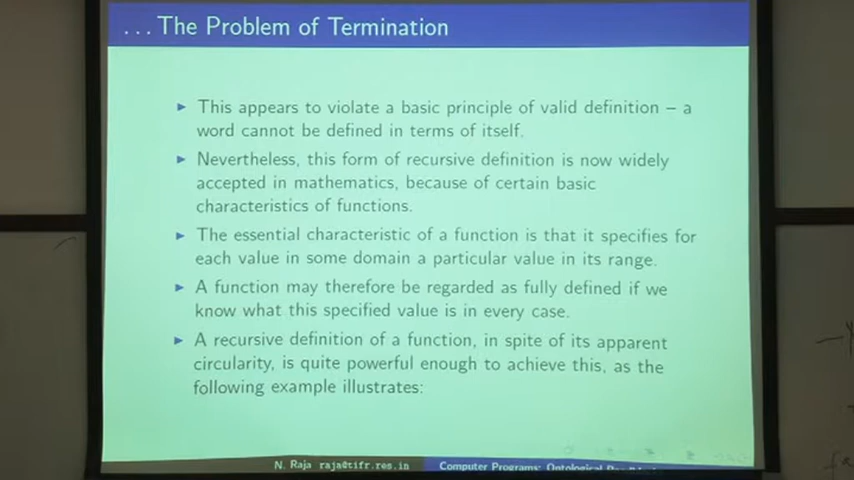 ... The Problem of Termination
▶ This appears to violate a basic principle of valid definition – a
word cannot be defined in terms of itself.
▶ Nevertheless, this form of recursive definition is now widely
accepted in mathematics, because of certain basic
characteristics of functions.
▶ The essential characteristic of a function is that it specifies for
each value in some domain a particular value in its range.
▶ A function may therefore be regarded as fully defined if we
know what this specified value is in every case.
▶ A recursive definition of a function, in spite of its apparent
circularity, is quite powerful enough to achieve this, as the
following example illustrates:
N. Raja raja@tifr.res.in Computer Programs: Ontological